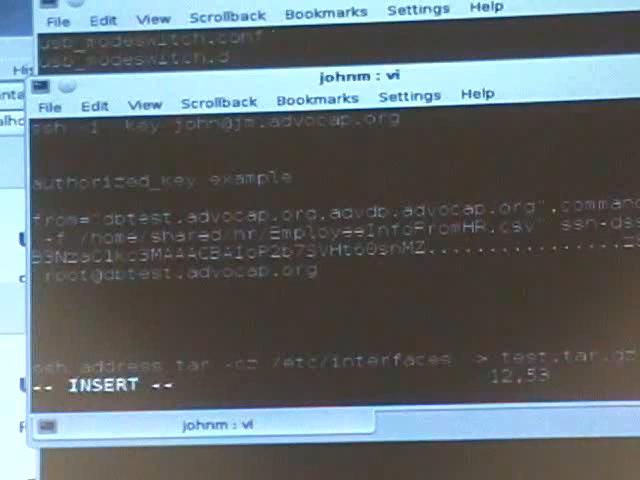 File Edit View Scrollback Bookmarks Settings Help
usb_modeswitch.conf
usb_modeswitch.d
johnm : vi
File Edit View Scrollback Bookmarks Settings Help
ssh -i key john@jm.advocap.org
authorized_key example
from="dbtest.advocap.org,advdb.advocap.org",command
-f /home/shared/hr/EmployeeInfoFromHR.csv" ssh-dss
root@dbtest.advocap.org
ssh address tar -cz /etc/interfaces > test.tar.gz
-- INSERT -- 12,53
johnm : vi